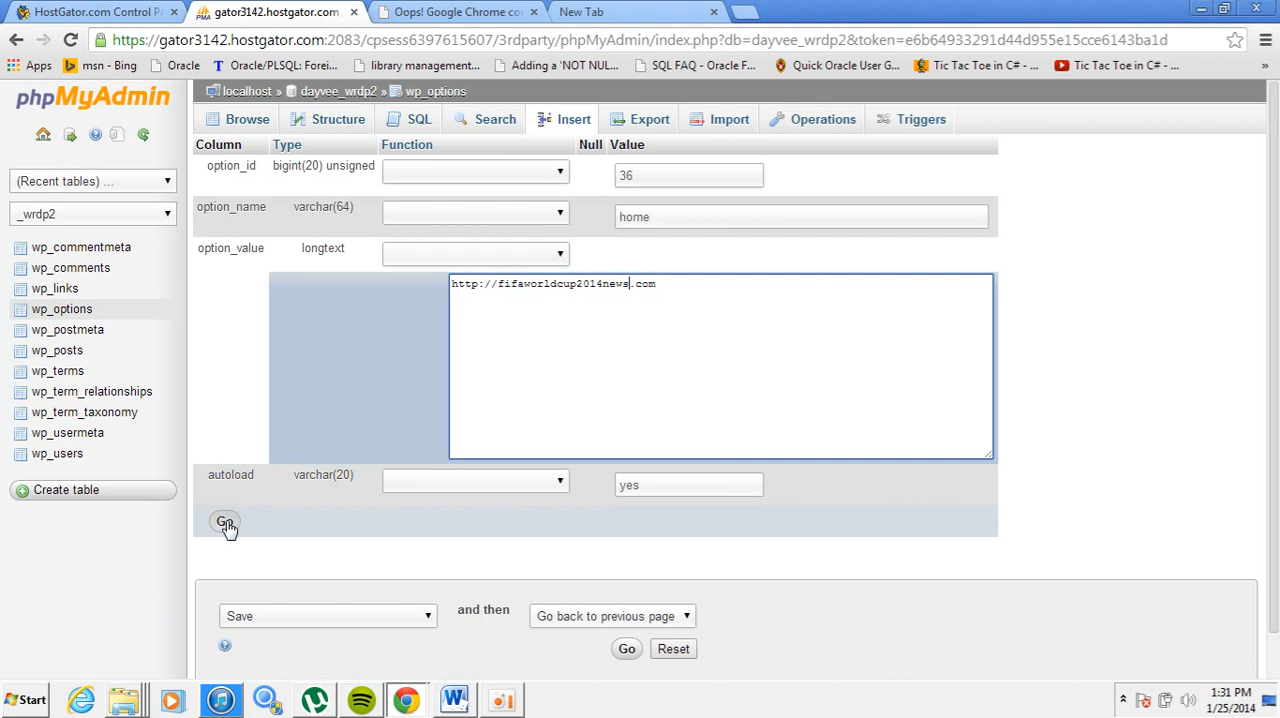 HostGator.com Control P
gator3142.hostgator.com
Oops! Google Chrome co
New Tab
https://gator3142.hostgator.com:2083/cpsess6397615607/3rdparty/phpMyAdmin/index.php?db=dayvee_wrdp2&token=e6b64933291d44d955e15cce6143ba1d
Apps
msn - Bing
Oracle
Oracle/PLSQL: Forei...
library management...
Adding a 'NOT NUL...
SQL FAQ - Oracle F...
Quick Oracle User G...
Tic Tac Toe in C# - ...
Tic Tac Toe in C# - ...
phpMyAdmin
localhost » dayvee_wrdp2 » wp_options
Browse Structure SQL Search Insert Export Import Operations Triggers
(Recent tables) ...
_wrdp2
wp_commentmeta
wp_comments
wp_links
wp_options
wp_postmeta
wp_posts
wp_terms
wp_term_relationships
wp_term_taxonomy
wp_usermeta
wp_users
Create table
Column Type Function Null Value
option_id bigint(20) unsigned 36
option_name varchar(64) home
option_value longtext
http://fifaworldcup2014news.com
autoload varchar(20) yes
Go
Save and then Go back to previous page
Go Reset
Start
1:31 PM
1/25/2014